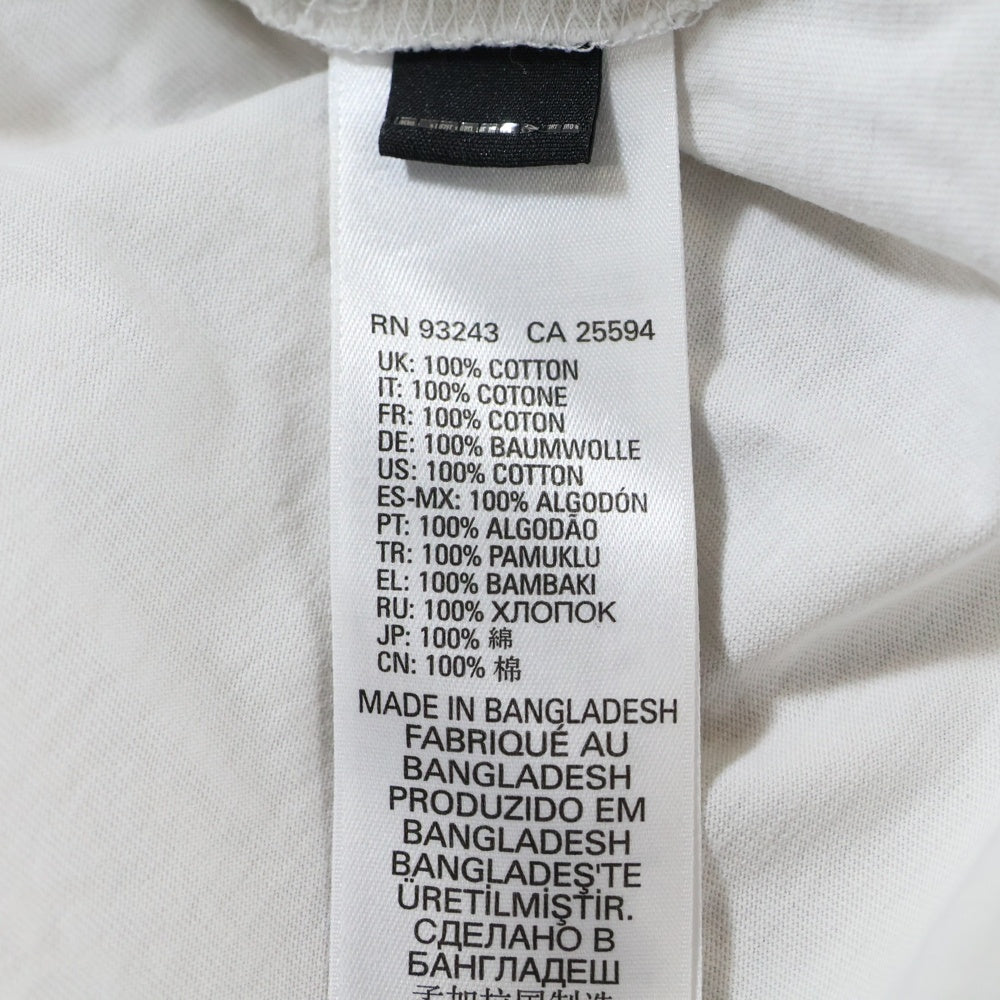 RN 93243 CA 25594
UK: 100% COTTON
IT: 100% COTONE
FR: 100% COTON
DE: 100% BAUMWOLLE
US: 100% COTTON
ES-MX: 100% ALGODÓN
PT: 100% ALGODÃO
TR: 100% PAMUKLU
EL: 100% BAMBAKI
RU: 100% ХЛОПОК
JP: 100% 綿
CN: 100% 棉
MADE IN BANGLADESH
FABRIQUÉ AU
BANGLADESH
PRODUZIDO EM
BANGLADESH
BANGLADEŞ'TE
ÜRETİLMİŞTİR.
СДЕЛАНО В
БАНГЛАДЕШ